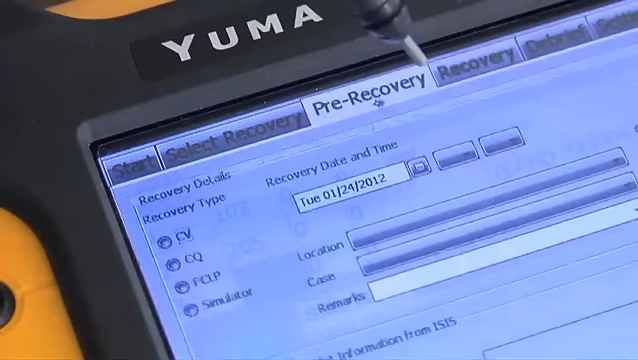 YUMA
Start Select Recovery Pre-Recovery Recovery Debrief
Recovery Details
Recovery Type
Recovery Date and Time
Tue 01/24/2012
CV
CQ
FCLP
Simulator
Location
Case
Remarks
Information from ISIS